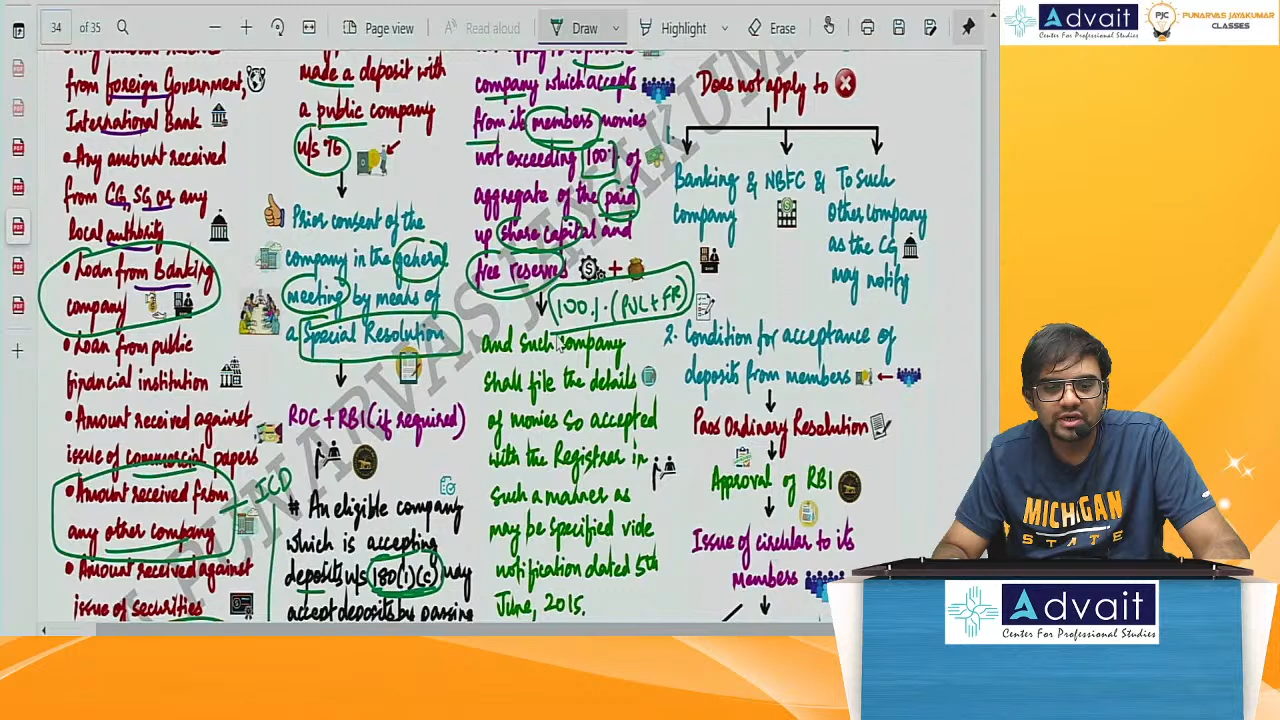 34 of 35
Page view
Read aloud
Draw
Highlight
Erase
Advait
Center For Professional Studies
PJC
PUNARVAS JAYAKUMAR
CLASSES
from foreign Government,
International Bank
• Any amount received
from CG, SG or any
local authority
• Loan from Banking
company
• Loan from public
financial institution
• Amount received against
issue of commercial papers
• Amount received from
any other company
ICD
• Amount received against
issue of securities
made a deposit with
a public company
u/s 76
Prior consent of the
company in the general
meeting by means of
a Special Resolution
ROC + RBI (if required)
# An eligible company
which is accepting
deposits u/s 180(1)(c) may
accept deposits by passing
company which accepts
from its members monies
not exceeding 100% of
aggregate of the paid
up share capital and
free reserves
100% (PUC + FR)
and such company
shall file the details
of monies so accepted
with the Registrar in
such a manner as
may be specified vide
notification dated 5th
June, 2015.
Does not apply to
Banking & NBFC & To such
company
Other company
as the CG
may notify
2. Condition for acceptance of
deposits from members
Pass Ordinary Resolution
Approval of RBI
Issue of circular to its
members
PUNARVAS JAYAKUM
MICHIGAN
STATE
Advait
Center For Professional Studies